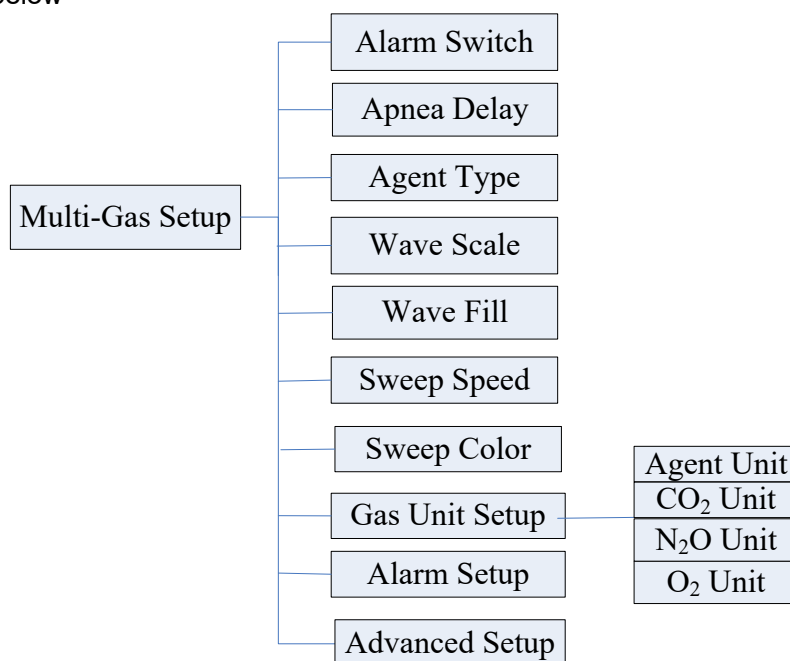 below
Alarm Switch
Apnea Delay
Agent Type
Multi-Gas Setup
Wave Scale
Wave Fill
Sweep Speed
Sweep Color
Gas Unit Setup
Agent Unit
CO₂ Unit
N₂O Unit
O₂ Unit
Alarm Setup
Advanced Setup